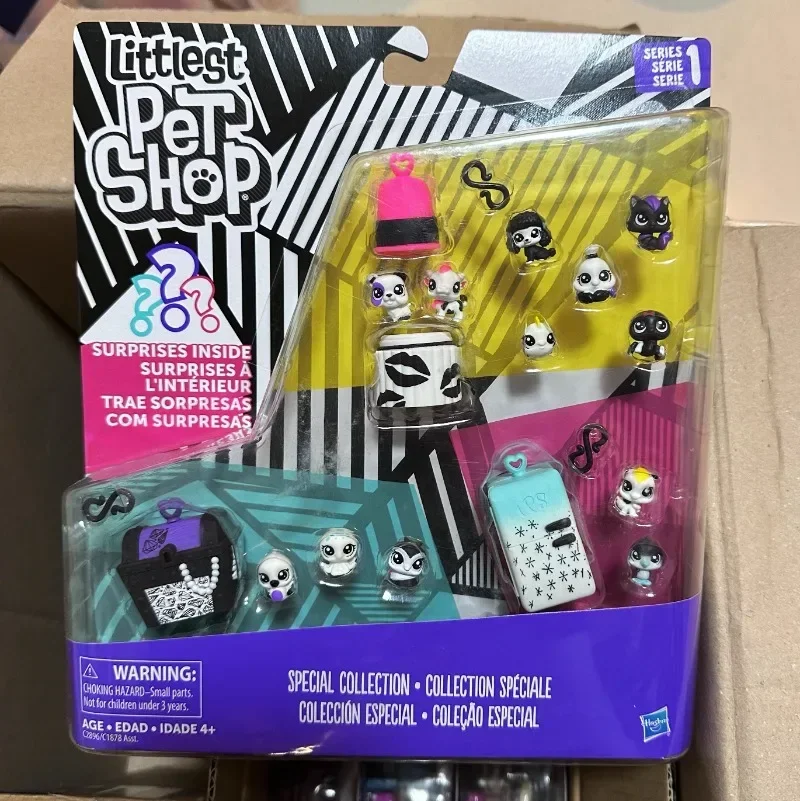 Littlest
PET
SHOP®
SERIES
SÉRIE
SERIE 1
SURPRISES INSIDE
SURPRISES À
L'INTÉRIEUR
TRAE SORPRESAS
COM SURPRESAS
LPS
WARNING:
CHOKING HAZARD–Small parts.
Not for children under 3 years.
AGE • EDAD • IDADE 4+
C2896/C1878 Asst.
SPECIAL COLLECTION • COLLECTION SPÉCIALE
COLECCIÓN ESPECIAL • COLEÇÃO ESPECIAL
Hasbro